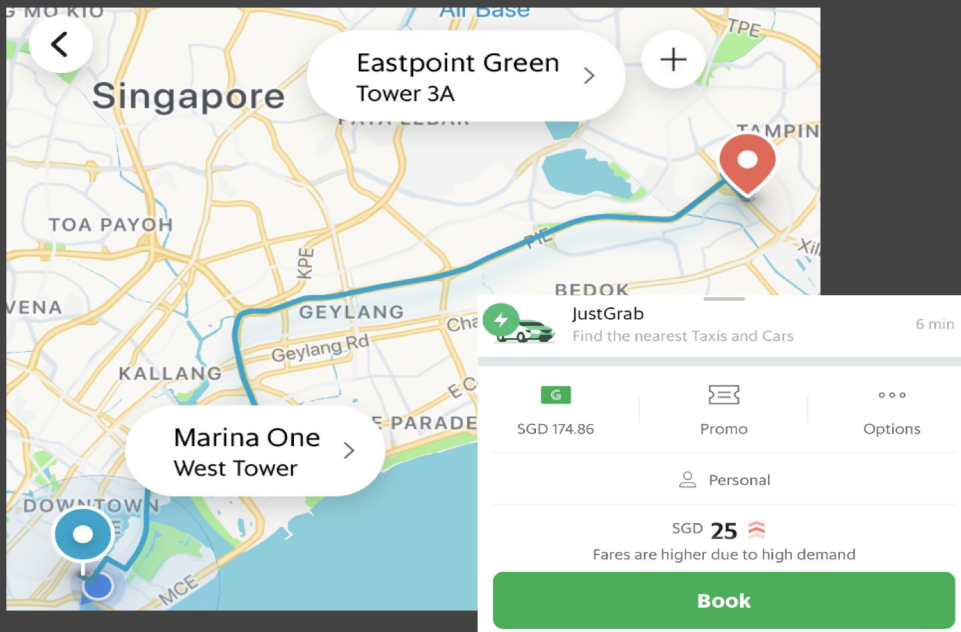 G MO KIO
Air Base
TPE
Eastpoint Green
Tower 3A
Singapore
PAYA LEBAR
TAMPIN
TOA PAYOH
PIE
KPE
Xili
VENA
BEDOK
GEYLANG
Cha
Geylang Rd
KALLANG
E C
E PARADE
Marina One
West Tower
DOWNTOWN
MCE
JustGrab
Find the nearest Taxis and Cars
6 min
G
SGD 174.86
Promo
Options
Personal
SGD 25
Fares are higher due to high demand
Book